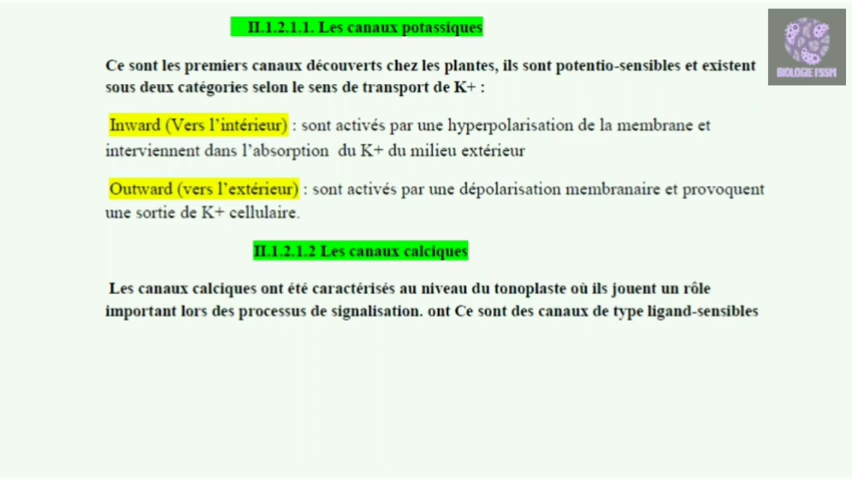 II.1.2.1.1. Les canaux potassiques
Ce sont les premiers canaux découverts chez les plantes, ils sont potentio-sensibles et existent
sous deux catégories selon le sens de transport de K+ :
Inward (Vers l'intérieur) : sont activés par une hyperpolarisation de la membrane et
interviennent dans l'absorption du K+ du milieu extérieur
Outward (vers l'extérieur) : sont activés par une dépolarisation membranaire et provoquent
une sortie de K+ cellulaire.
II.1.2.1.2 Les canaux calciques
Les canaux calciques ont été caractérisés au niveau du tonoplaste où ils jouent un rôle
important lors des processus de signalisation. ont Ce sont des canaux de type ligand-sensibles
BIOLOGIE FSSM